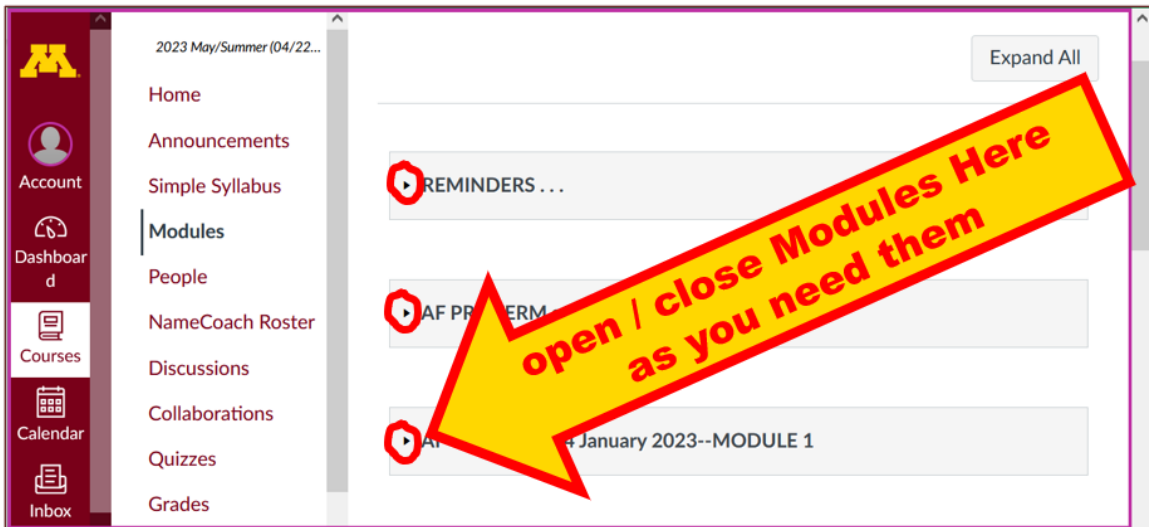 2023 May/Summer (04/22...
Expand All
Home
Announcements
Account
Simple Syllabus
REMINDERS . . .
Modules
Dashboar
d
People
AF PR TERM
NameCoach Roster
Courses
Discussions
Collaborations
Calendar
4 January 2023--MODULE 1
Quizzes
Inbox
Grades
open / close Modules Here
as you need them